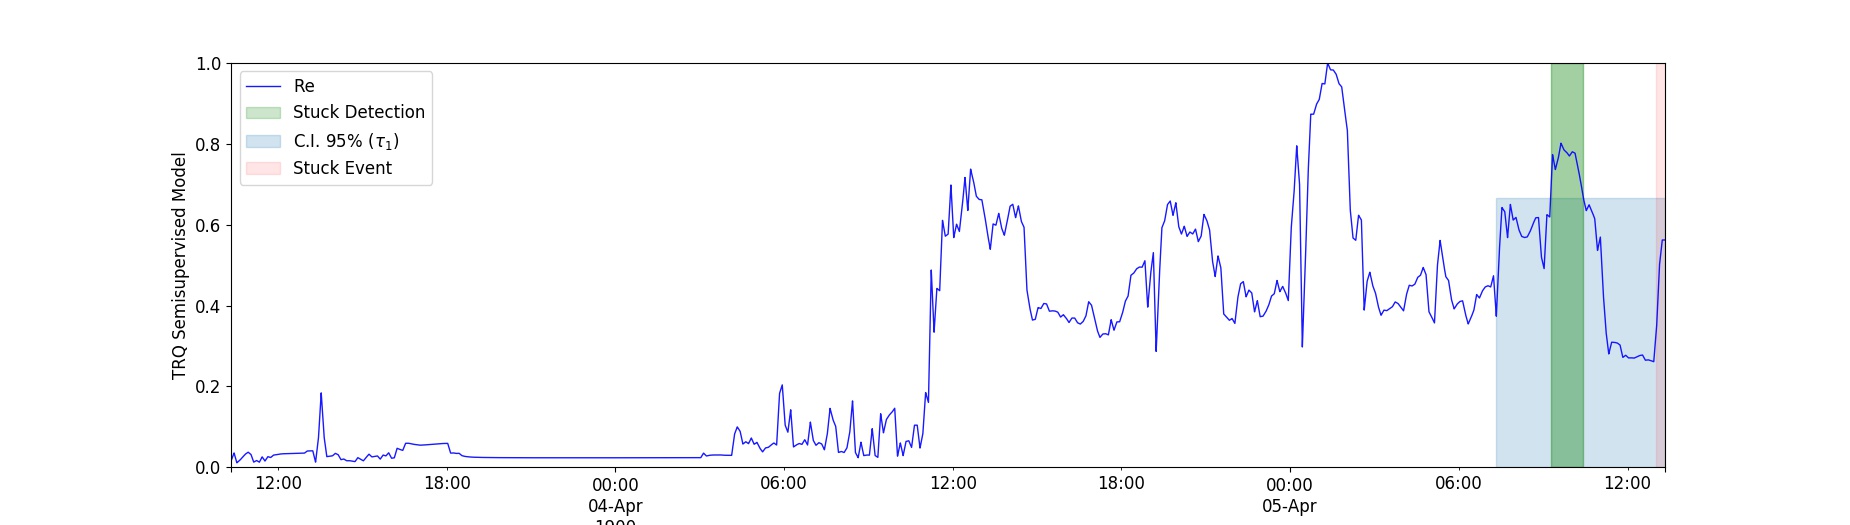 TRQ Semisupervised Model
1.0
0.8
0.6
0.4
0.2
0.0
Re
Stuck Detection
C.I. 95% (τ₁)
Stuck Event
12:00 18:00 00:00 06:00 12:00 18:00 00:00 06:00 12:00
04-Apr 05-Apr
1900